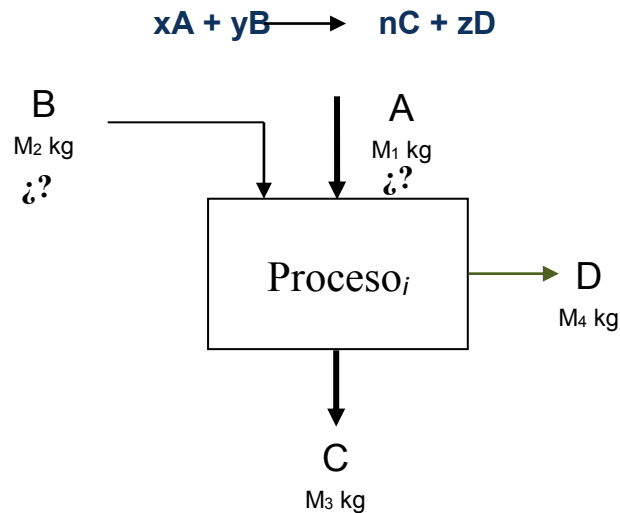 xA + yB → nC + zD
B
M₂ kg
¿?
A
M₁ kg
¿?
Procesoᵢ
D
M₄ kg
C
M₃ kg